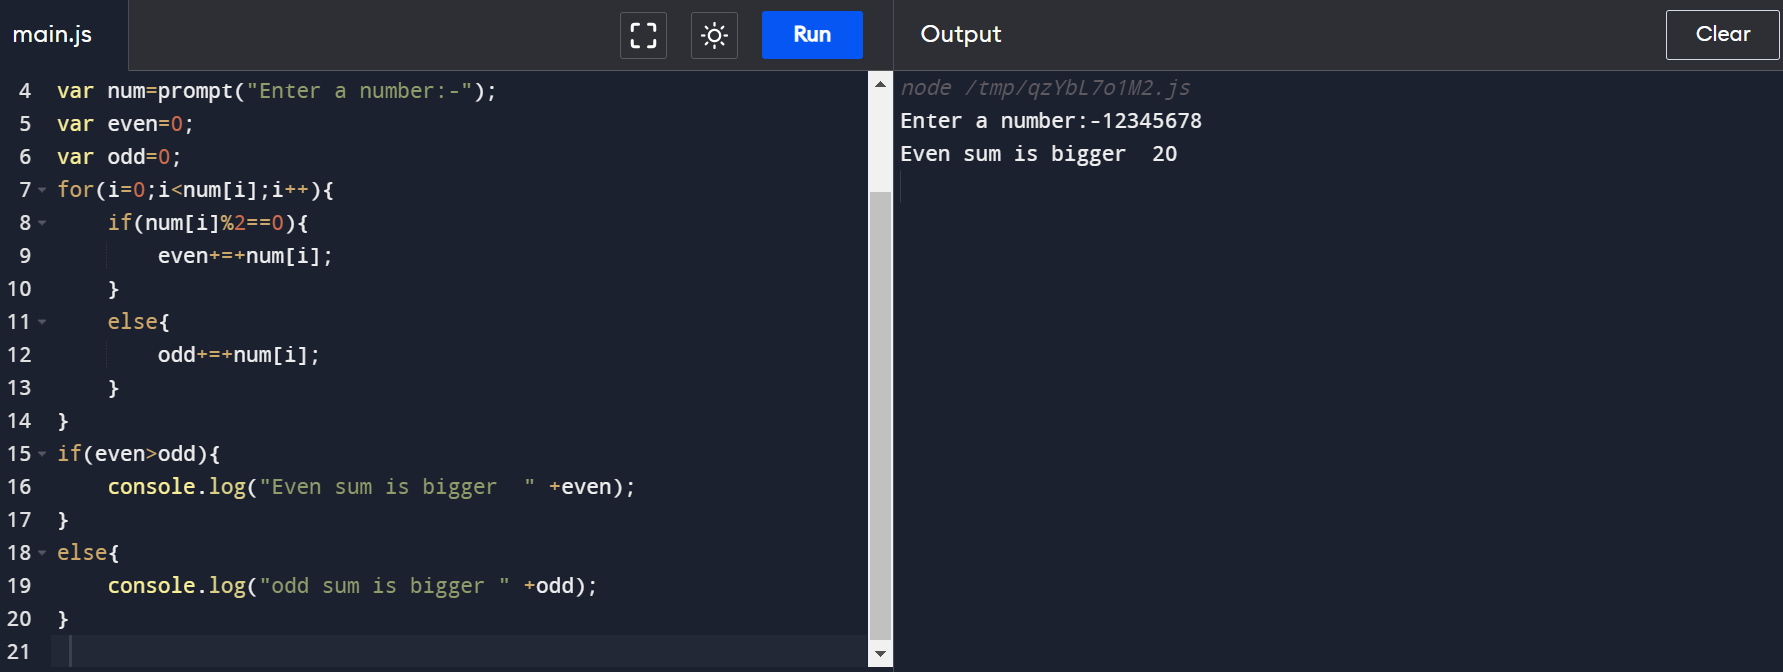 main.js
Run
4 var num=prompt("Enter a number:-");
5 var even=0;
6 var odd=0;
7 for(i=0;i<num[i];i++){
8     if(num[i]%2==0){
9         even+=+num[i];
10     }
11     else{
12         odd+=+num[i];
13     }
14 }
15 if(even>odd){
16     console.log("Even sum is bigger  " +even);
17 }
18 else{
19     console.log("odd sum is bigger " +odd);
20 }
21
Output
Clear
node /tmp/qzYbL7o1M2.js
Enter a number:-12345678
Even sum is bigger  20